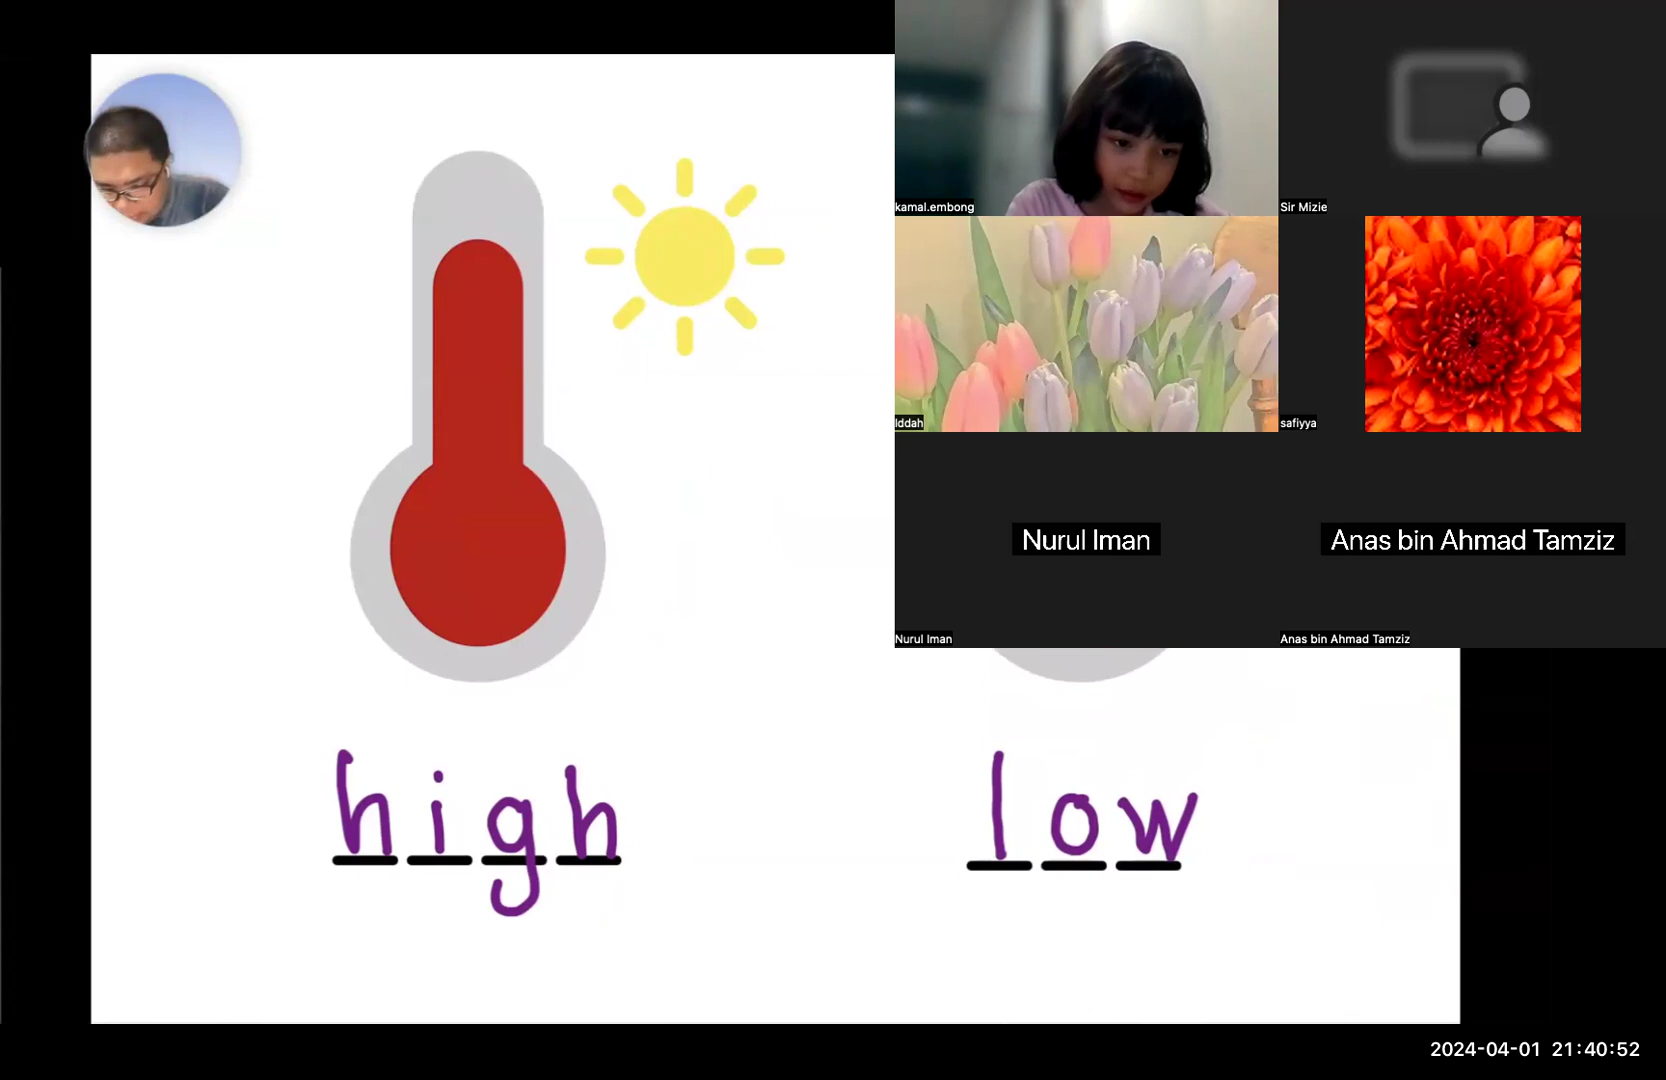 kamal.embong
Sir Mizie
Iddah
safiyya
Nurul Iman
Anas bin Ahmad Tamziz
Nurul Iman
Anas bin Ahmad Tamziz
high
low
2024-04-01 21:40:52